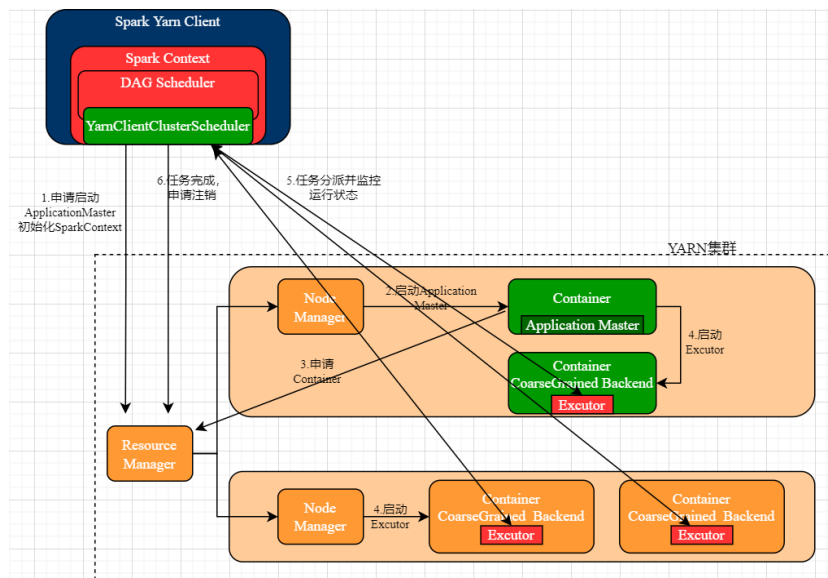 Spark Yarn Client
Spark Context
DAG Scheduler
YarnClientClusterScheduler
1.申请启动
ApplicationMaster
初始化SparkContext
6.任务完成，
申请注销
5.任务分派并监控
运行状态
YARN集群
Node
Manager
2.启动Application
Master
Container
Application Master
4.启动
Excutor
3.申请
Container
Container
CoarseGrained Backend
Excutor
Resource
Manager
Node
Manager
4.启动
Excutor
Container
CoarseGrained Backend
Excutor
Container
CoarseGrained Backend
Excutor